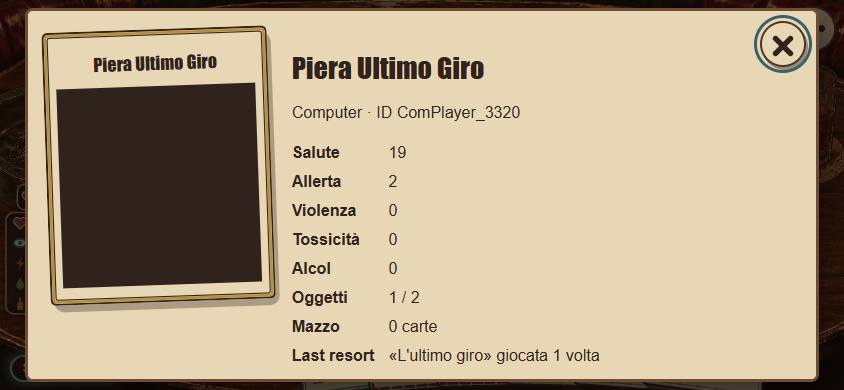 Piera Ultimo Giro
Piera Ultimo Giro
Computer · ID ComPlayer_3320
Salute 19
Allerta 2
Violenza 0
Tossicità 0
Alcol 0
Oggetti 1 / 2
Mazzo 0 carte
Last resort «L'ultimo giro» giocata 1 volta